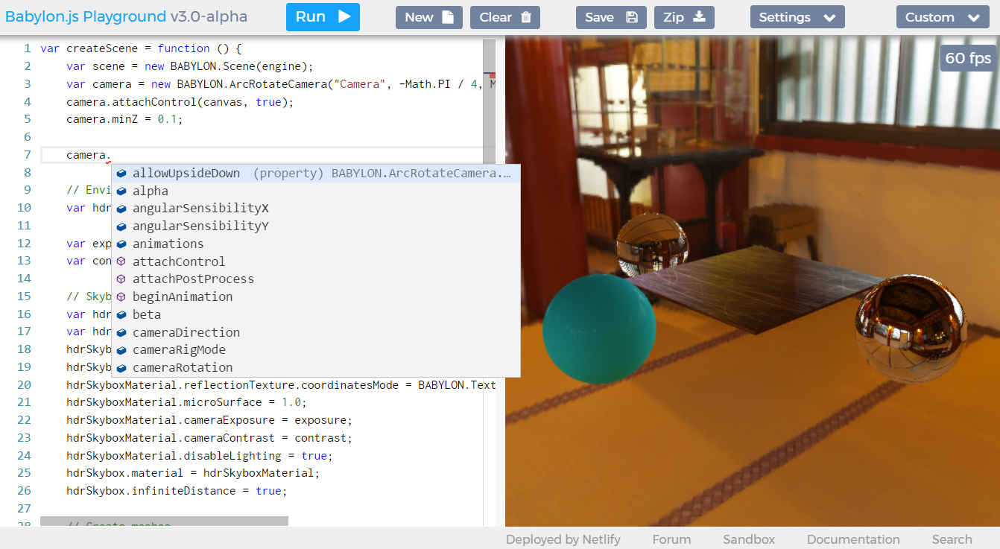 Babylon.js Playground v3.0-alpha Run New Clear Save Zip Settings Custom
60 fps
1 var createScene = function () {
2 var scene = new BABYLON.Scene(engine);
3 var camera = new BABYLON.ArcRotateCamera("Camera", -Math.PI / 4, M
4 camera.attachControl(canvas, true);
5 camera.minZ = 0.1;
6
7 camera.
8 allowUpsideDown (property) BABYLON.ArcRotateCamera.…
9 // Envi alpha
10 var hdr angularSensibilityX
11 angularSensibilityY
12 var exp animations
13 var con attachControl
14 attachPostProcess
15 // Skyb beginAnimation
16 var hdr beta
17 var hdr cameraDirection
18 hdrSkyb cameraRigMode
19 hdrSkyb cameraRotation
20 hdrSkyboxMaterial.reflectionTexture.coordinatesMode = BABYLON.Text
21 hdrSkyboxMaterial.microSurface = 1.0;
22 hdrSkyboxMaterial.cameraExposure = exposure;
23 hdrSkyboxMaterial.cameraContrast = contrast;
24 hdrSkyboxMaterial.disableLighting = true;
25 hdrSkybox.material = hdrSkyboxMaterial;
26 hdrSkybox.infiniteDistance = true;
27
28 // Create meshes
Deployed by Netlify Forum Sandbox Documentation Search